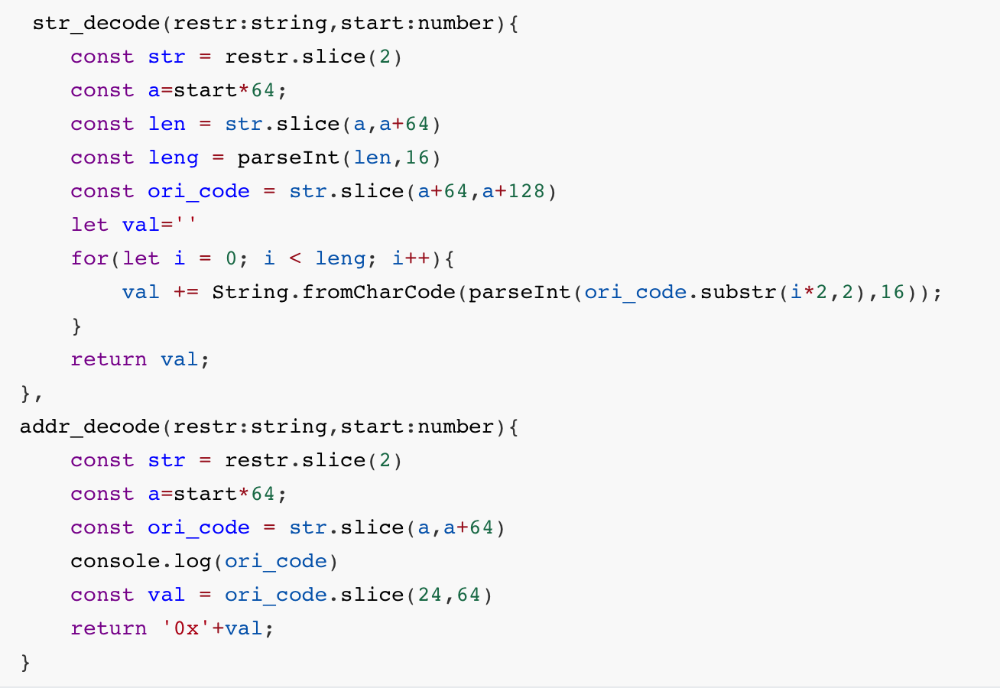 str_decode(restr:string,start:number){
const str = restr.slice(2)
const a=start*64;
const len = str.slice(a,a+64)
const leng = parseInt(len,16)
const ori_code = str.slice(a+64,a+128)
let val=''
for(let i = 0; i < leng; i++){
val += String.fromCharCode(parseInt(ori_code.substr(i*2,2),16));
}
return val;
},
addr_decode(restr:string,start:number){
const str = restr.slice(2)
const a=start*64;
const ori_code = str.slice(a,a+64)
console.log(ori_code)
const val = ori_code.slice(24,64)
return '0x'+val;
}